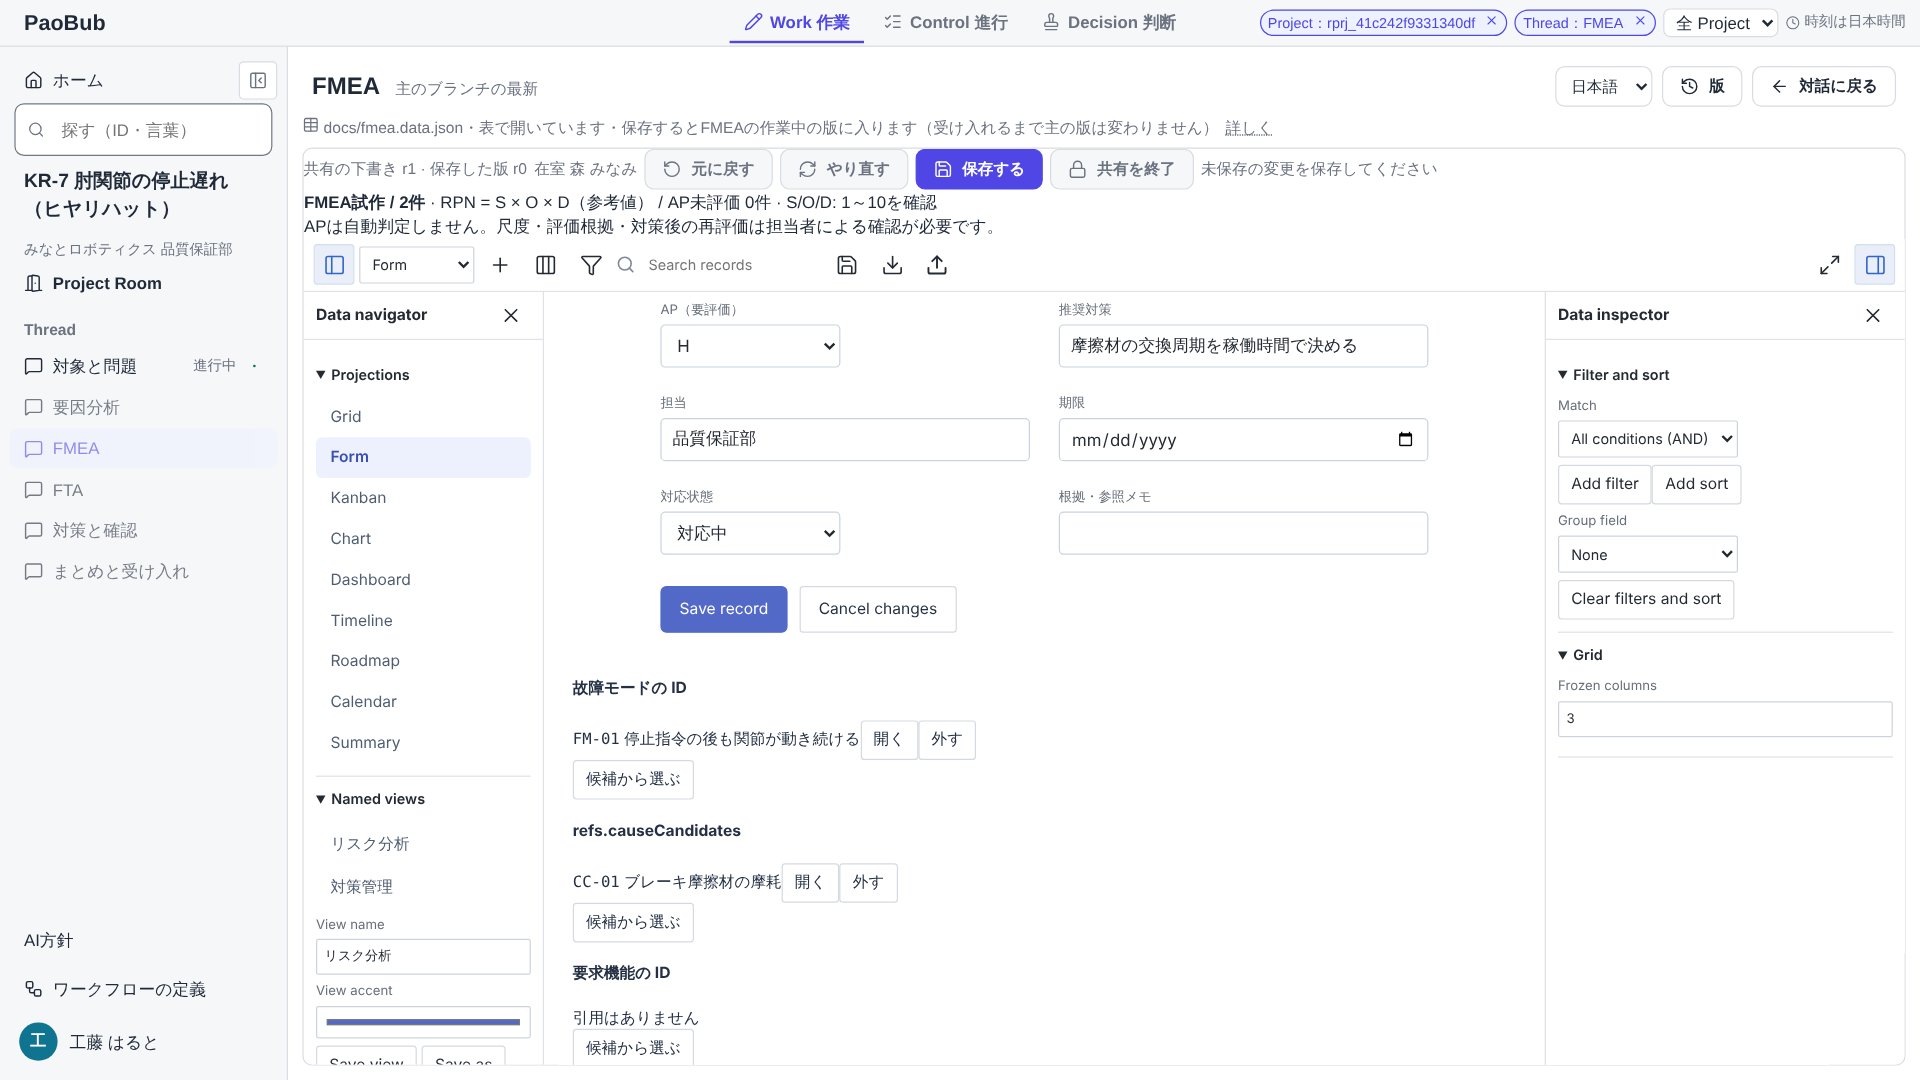 PaoBub
Work 作業
Control 進行
Decision 判断
Project：rprj_41c242f9331340df ×
Thread：FMEA ×
全 Project
時刻は日本時間
ホーム
探す（ID・言葉）
KR-7 肘関節の停止遅れ
（ヒヤリハット）
みなとロボティクス 品質保証部
Project Room
Thread
対象と問題 進行中
要因分析
FMEA
FTA
対策と確認
まとめと受け入れ
AI方針
ワークフローの定義
工 工藤 はると
FMEA 主のブランチの最新
日本語
版
対話に戻る
docs/fmea.data.json・表で開いています・保存するとFMEAの作業中の版に入ります（受け入れるまで主の版は変わりません） 詳しく
共有の下書き r1 · 保存した版 r0 在室 森 みなみ 元に戻す やり直す 保存する 共有を終了 未保存の変更を保存してください
FMEA試作 / 2件 · RPN = S × O × D（参考値） / AP未評価 0件 · S/O/D: 1～10を確認
APは自動判定しません。尺度・評価根拠・対策後の再評価は担当者による確認が必要です。
Form
Search records
Data navigator
Projections
Grid
Form
Kanban
Chart
Dashboard
Timeline
Roadmap
Calendar
Summary
Named views
リスク分析
対策管理
View name
リスク分析
View accent
Save view
Save as
AP（要評価）
H
推奨対策
摩擦材の交換周期を稼働時間で決める
担当
品質保証部
期限
mm/dd/yyyy
対応状態
対応中
根拠・参照メモ
Save record
Cancel changes
故障モードの ID
FM-01 停止指令の後も関節が動き続ける 開く 外す
候補から選ぶ
refs.causeCandidates
CC-01 ブレーキ摩擦材の摩耗 開く 外す
候補から選ぶ
要求機能の ID
引用はありません
候補から選ぶ
Data inspector
Filter and sort
Match
All conditions (AND)
Add filter
Add sort
Group field
None
Clear filters and sort
Grid
Frozen columns
3